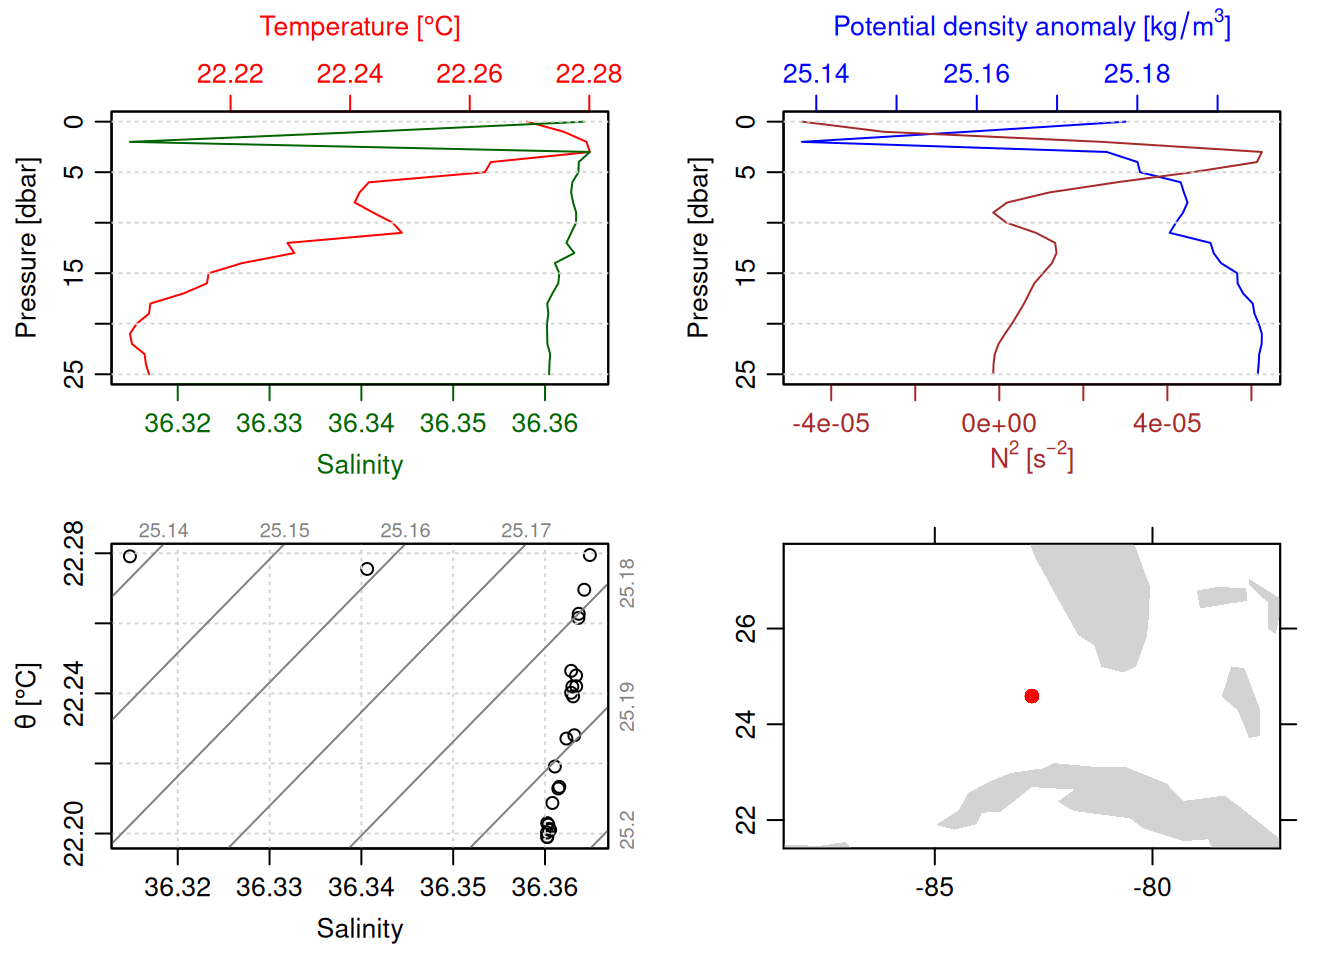 Temperature [°C]
22.22 22.24 22.26 22.28
Pressure [dbar]
0
5
15
25
36.32 36.33 36.34 36.35 36.36
Salinity
Potential density anomaly [kg/m³]
25.14 25.16 25.18
Pressure [dbar]
0
5
15
25
-4e-05 0e+00 4e-05
N² [s⁻²]
25.14 25.15 25.16 25.17
25.18
25.19
25.2
θ [°C]
22.28
22.24
22.20
36.32 36.33 36.34 36.35 36.36
Salinity
26
24
22
-85 -80